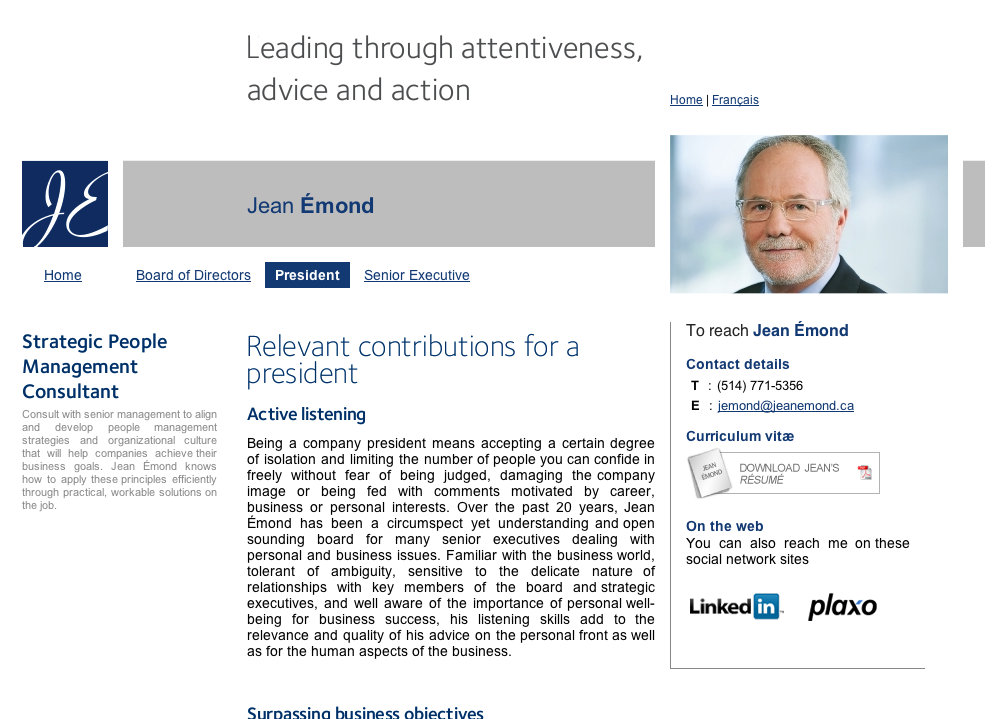 Leading through attentiveness,
advice and action
Home | Français
JE
Jean Émond
Home
Board of Directors
President
Senior Executive
Strategic People
Management
Consultant
Consult with senior management to align
and develop people management
strategies and organizational culture
that will help companies achieve their
business goals. Jean Émond knows
how to apply these principles efficiently
through practical, workable solutions on
the job.
Relevant contributions for a
president
Active listening
Being a company president means accepting a certain degree
of isolation and limiting the number of people you can confide in
freely without fear of being judged, damaging the company
image or being fed with comments motivated by career,
business or personal interests. Over the past 20 years, Jean
Émond has been a circumspect yet understanding and open
sounding board for many senior executives dealing with
personal and business issues. Familiar with the business world,
tolerant of ambiguity, sensitive to the delicate nature of
relationships with key members of the board and strategic
executives, and well aware of the importance of personal well-
being for business success, his listening skills add to the
relevance and quality of his advice on the personal front as well
as for the human aspects of the business.
Surpassing business objectives
To reach Jean Émond
Contact details
T : (514) 771-5356
E : jemond@jeanemond.ca
Curriculum vitæ
JEAN
ÉMOND
DOWNLOAD JEAN'S
RÉSUMÉ
On the web
You can also reach me on these
social network sites
LinkedIn
plaxo